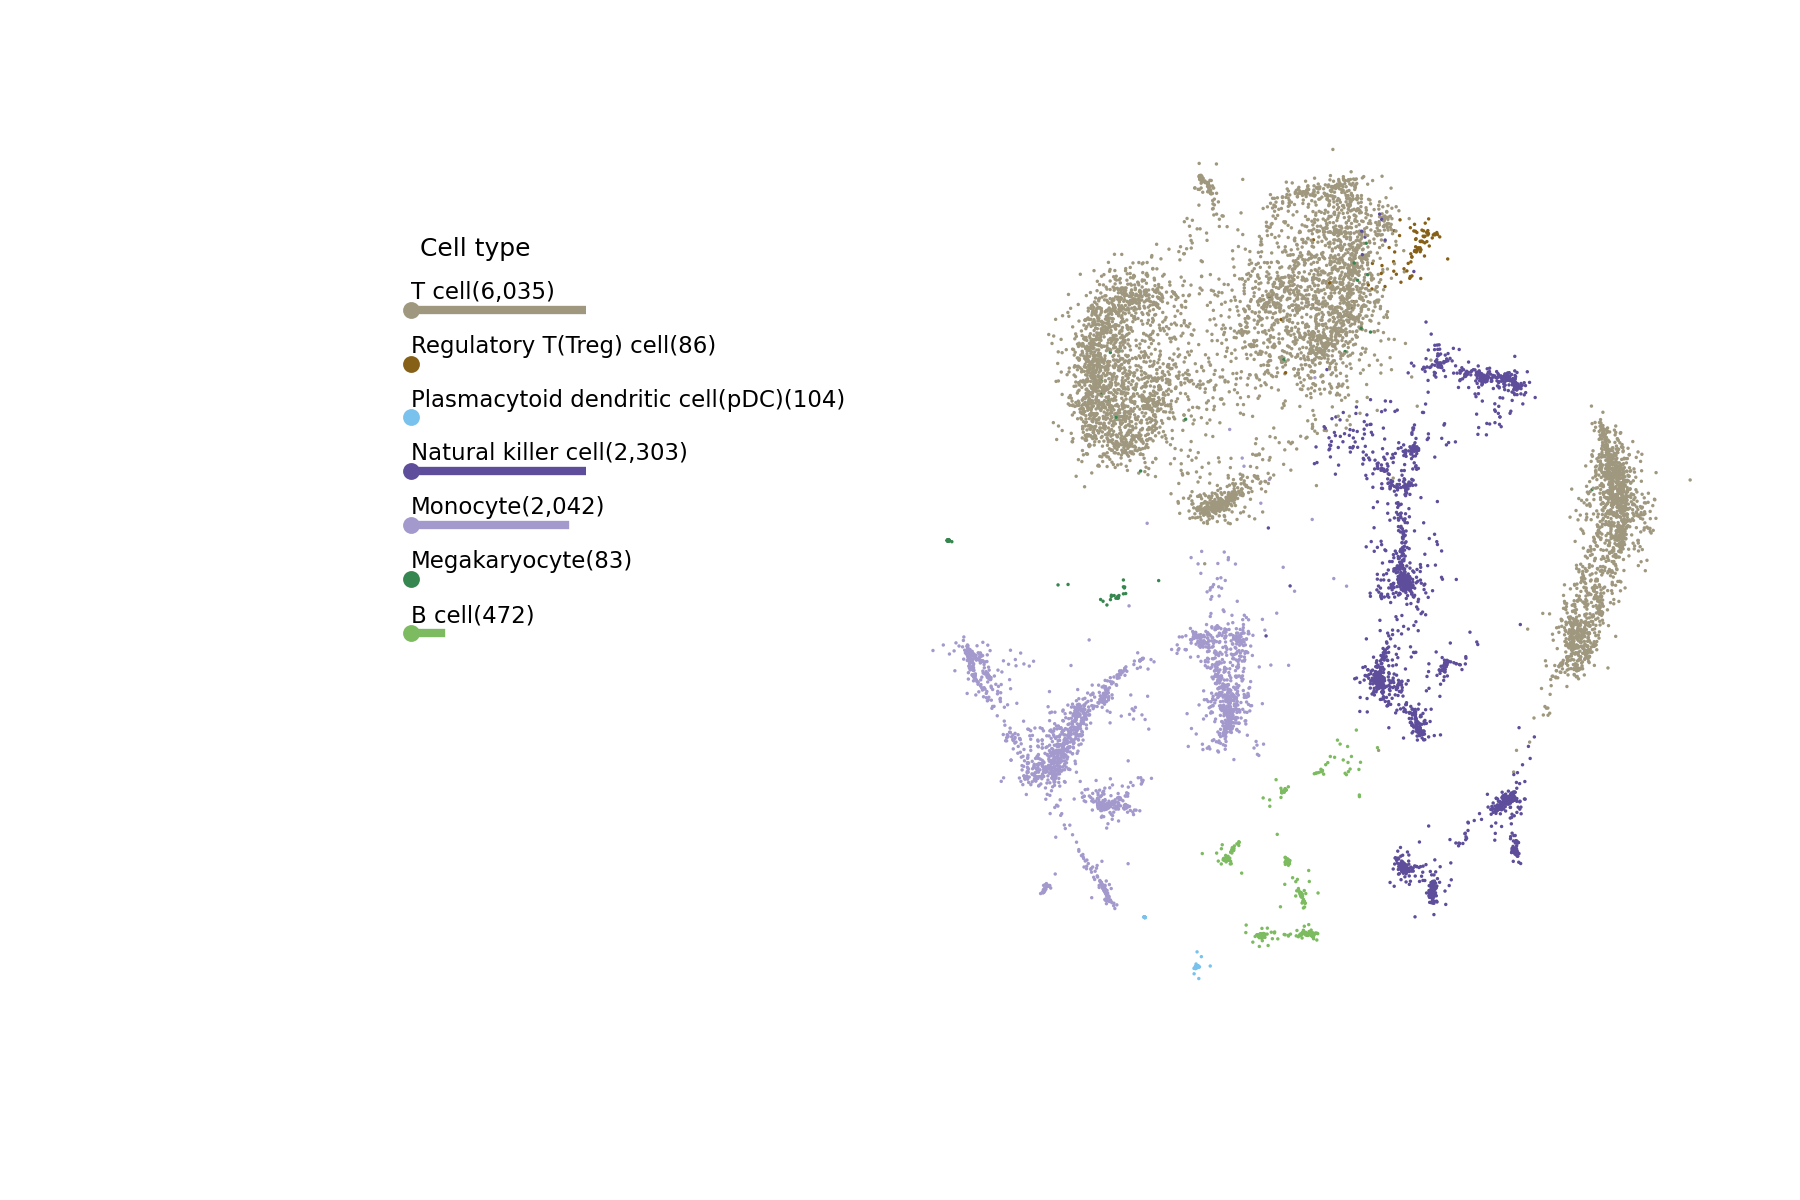 Cell type
T cell(6,035)
Regulatory T(Treg) cell(86)
Plasmacytoid dendritic cell(pDC)(104)
Natural killer cell(2,303)
Monocyte(2,042)
Megakaryocyte(83)
B cell(472)